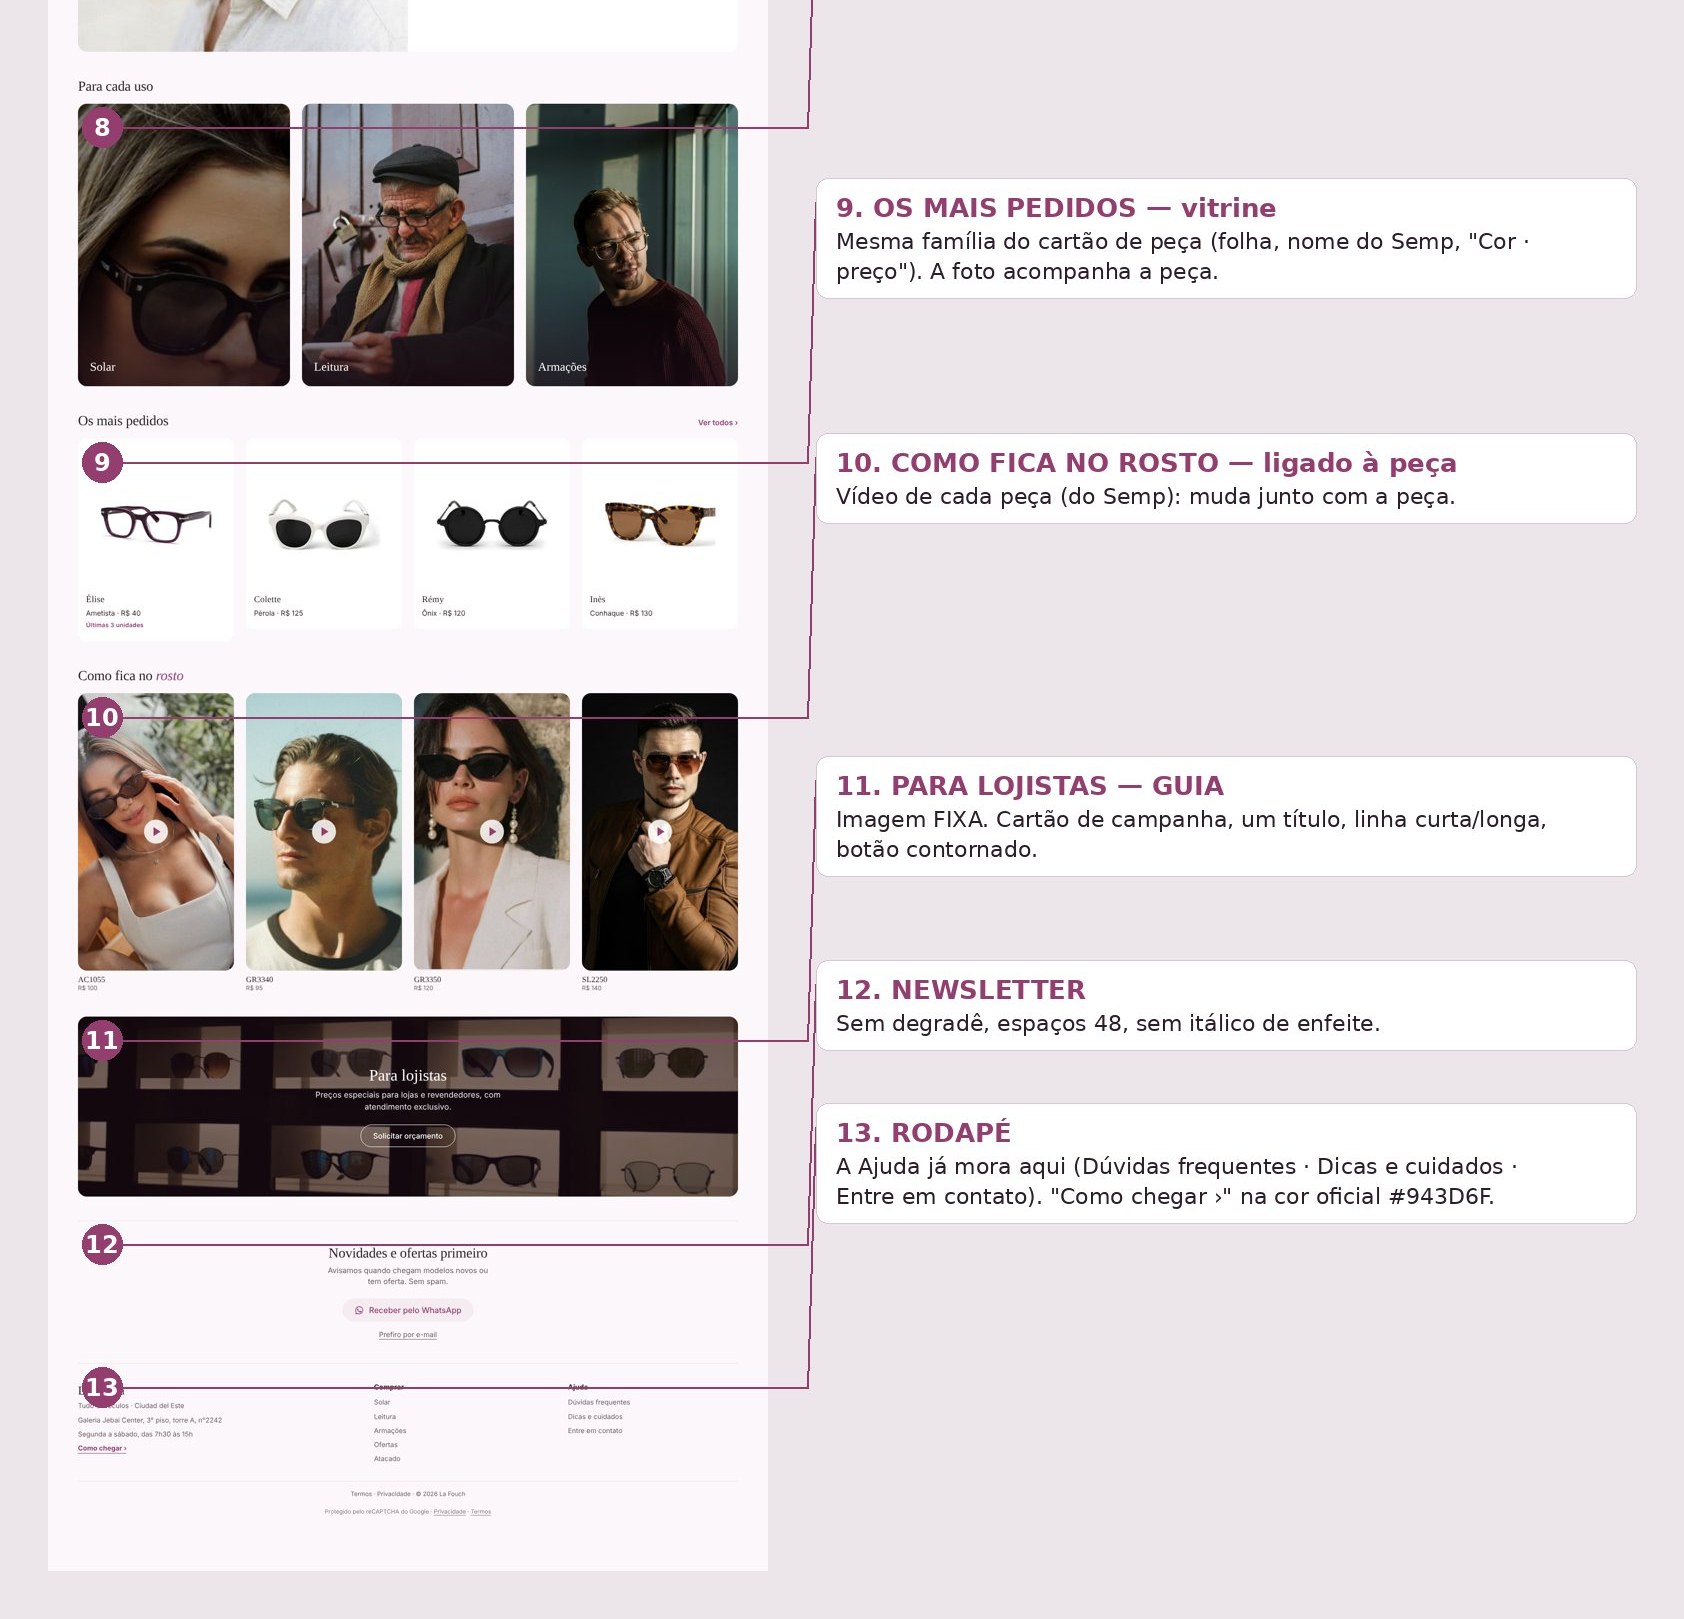 Para cada uso
8
Solar
Leitura
Armações
Os mais pedidos
Ver todos ›
9
Élise
Ametista · R$ 40
Últimas 3 unidades
Colette
Pérola · R$ 125
Rémy
Ônix · R$ 120
Inès
Conhaque · R$ 130
Como fica no rosto
10
AC1055
R$ 100
GR3340
R$ 95
GR3350
R$ 120
SL2250
R$ 140
11
Para lojistas
Preços especiais para lojas e revendedores, com
atendimento exclusivo.
Solicitar orçamento
12
Novidades e ofertas primeiro
Avisamos quando chegam modelos novos ou
tem oferta. Sem spam.
Receber pelo WhatsApp
Prefiro por e-mail
13
· Ciudad del Este
Galeria Jebai Center, 3º piso, torre A, nº2242
Segunda a sábado, das 7h30 às 15h
Como chegar ›
Comprar
Solar
Leitura
Armações
Ofertas
Atacado
Ajuda
Dúvidas frequentes
Dicas e cuidados
Entre em contato
Termos · Privacidade · © 2026 La Fouch
Protegido pelo reCAPTCHA do Google · Privacidade · Termos
9. OS MAIS PEDIDOS — vitrine
Mesma família do cartão de peça (folha, nome do Semp, "Cor ·
preço"). A foto acompanha a peça.
10. COMO FICA NO ROSTO — ligado à peça
Vídeo de cada peça (do Semp): muda junto com a peça.
11. PARA LOJISTAS — GUIA
Imagem FIXA. Cartão de campanha, um título, linha curta/longa,
botão contornado.
12. NEWSLETTER
Sem degradê, espaços 48, sem itálico de enfeite.
13. RODAPÉ
A Ajuda já mora aqui (Dúvidas frequentes · Dicas e cuidados ·
Entre em contato). "Como chegar ›" na cor oficial #943D6F.